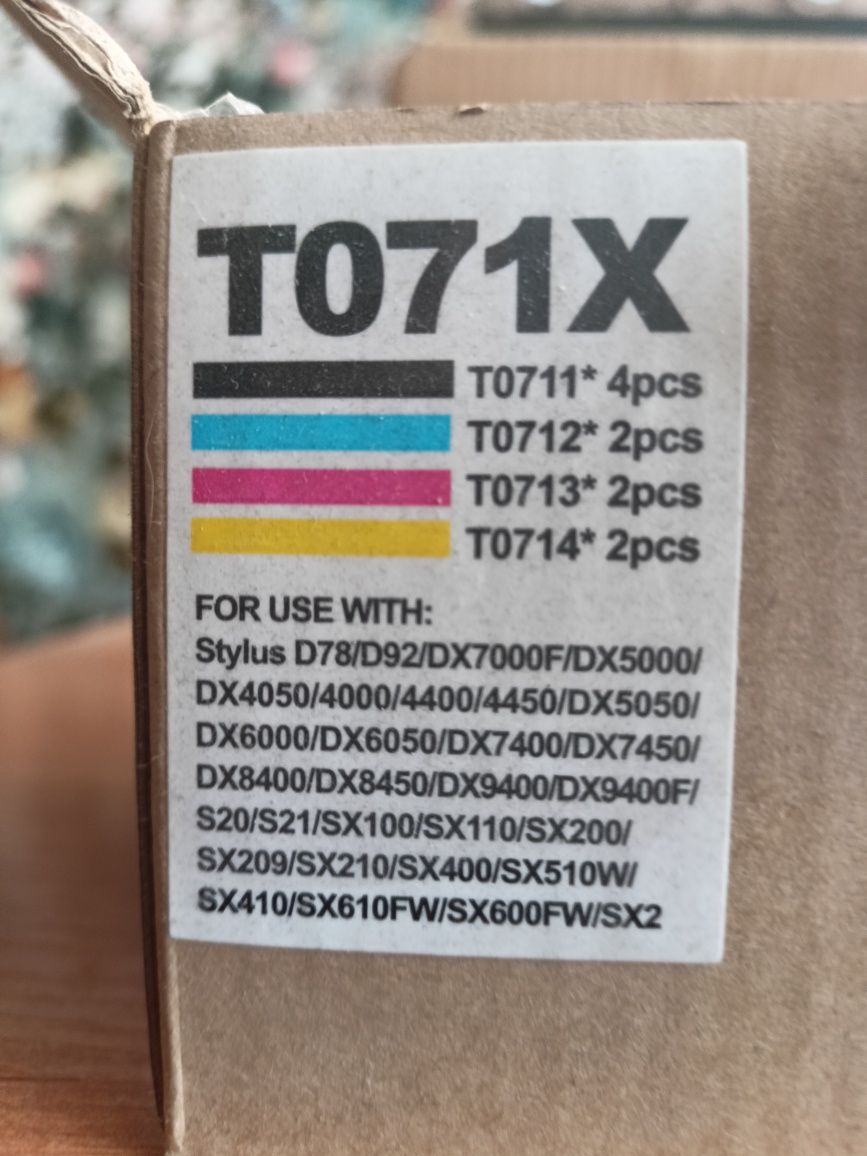 T071X
T0711* 4pcs
T0712* 2pcs
T0713* 2pcs
T0714* 2pcs
FOR USE WITH:
Stylus D78/D92/DX7000F/DX5000/
DX4050/4000/4400/4450/DX5050/
DX6000/DX6050/DX7400/DX7450/
DX8400/DX8450/DX9400/DX9400F/
S20/S21/SX100/SX110/SX200/
SX209/SX210/SX400/SX510W/
SX410/SX610FW/SX600FW/SX2